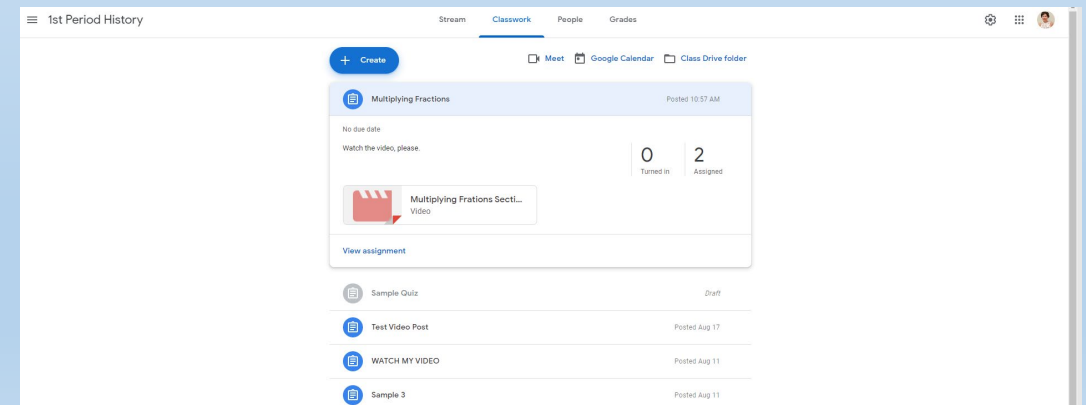 1st Period History
Stream Classwork People Grades
+ Create
Meet Google Calendar Class Drive folder
Multiplying Fractions Posted 10:57 AM
No due date
Watch the video, please.
0 2
Turned in Assigned
Multiplying Frations Secti...
Video
View assignment
Sample Quiz Draft
Test Video Post Posted Aug 17
WATCH MY VIDEO Posted Aug 11
Sample 3 Posted Aug 11